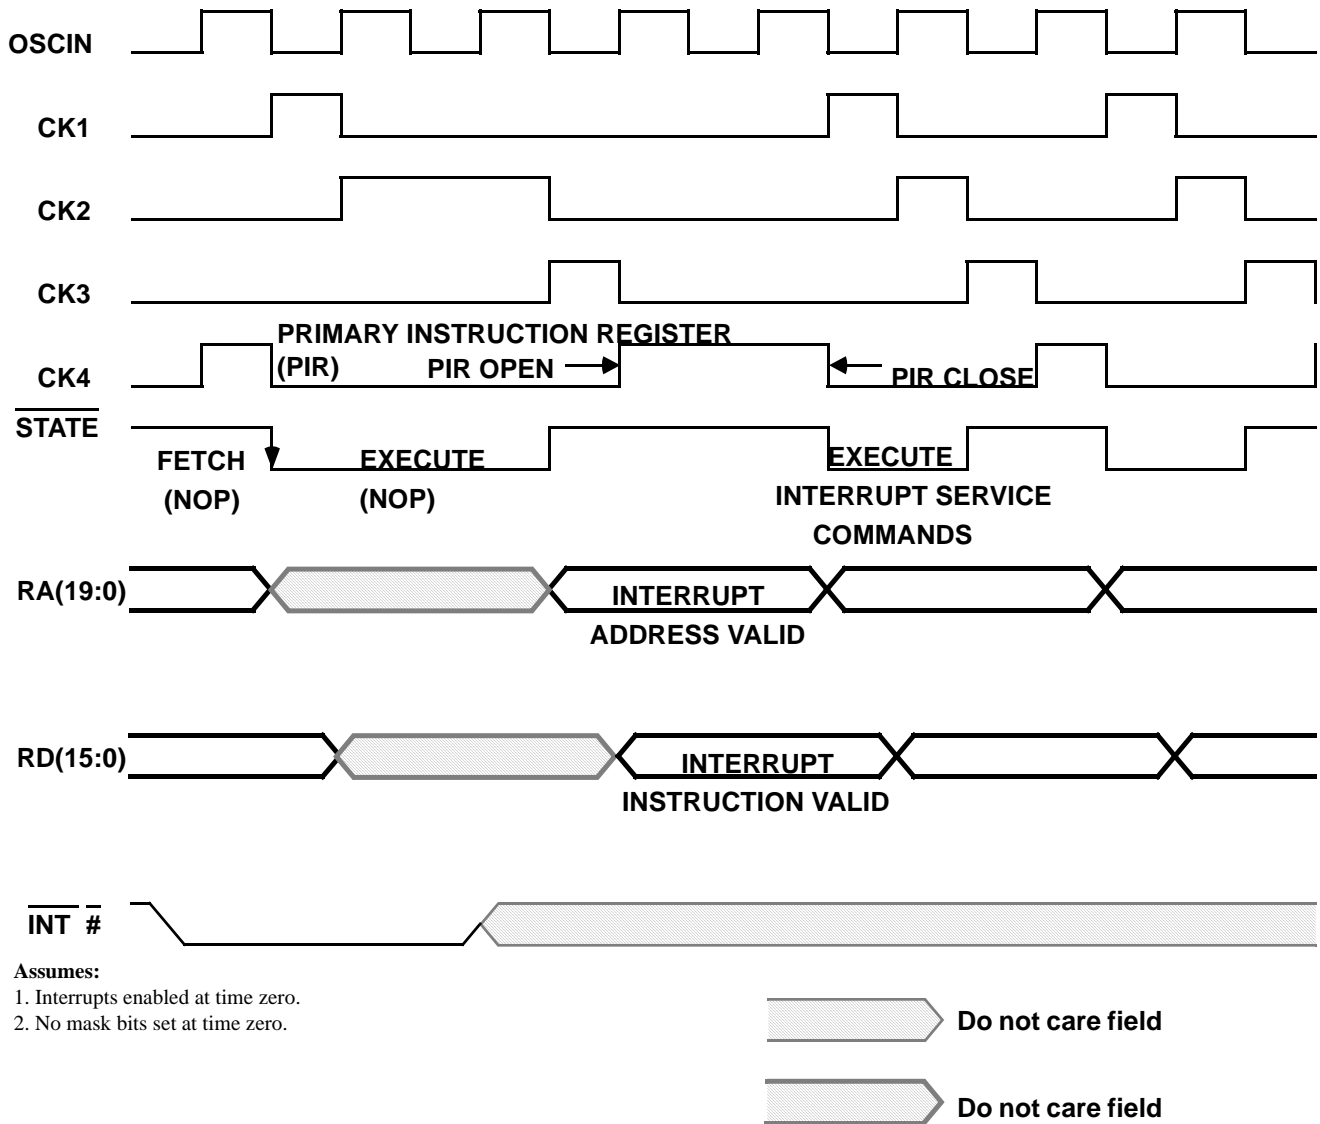 OSCIN
CK1
CK2
CK3
PRIMARY INSTRUCTION REGISTER
(PIR) PIR OPEN
CK4 PIR CLOSE
STATE
FETCH EXECUTE EXECUTE
(NOP) (NOP) INTERRUPT SERVICE
COMMANDS
RA(19:0) INTERRUPT
ADDRESS VALID
RD(15:0) INTERRUPT
INSTRUCTION VALID
INT #
Assumes:
1. Interrupts enabled at time zero.
2. No mask bits set at time zero.
Do not care field
Do not care field